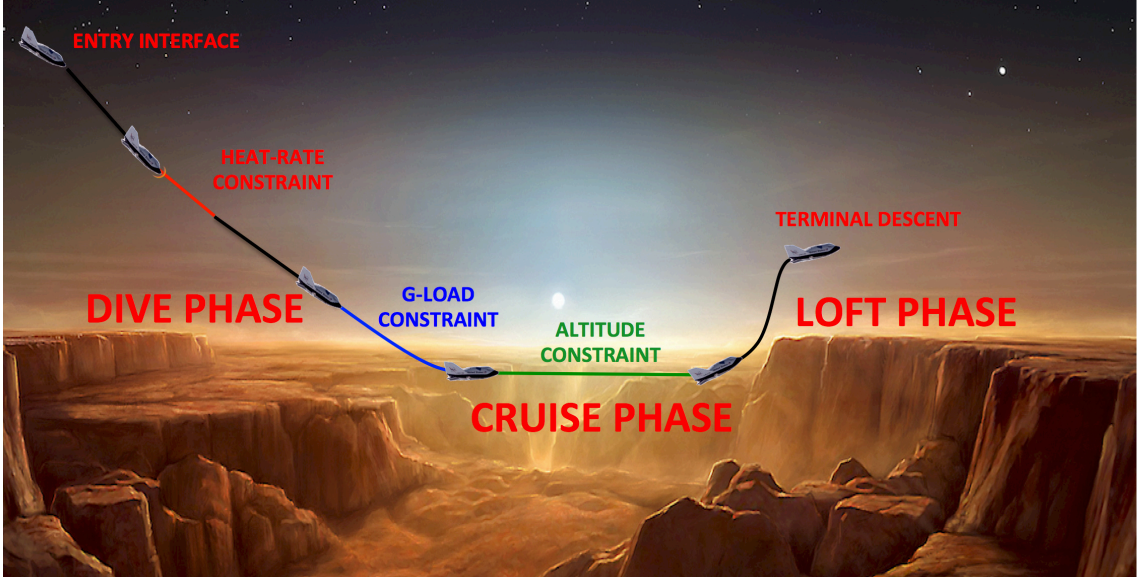 ENTRY INTERFACE
HEAT-RATE
CONSTRAINT
TERMINAL DESCENT
DIVE PHASE
G-LOAD
CONSTRAINT
LOFT PHASE
ALTITUDE
CONSTRAINT
CRUISE PHASE